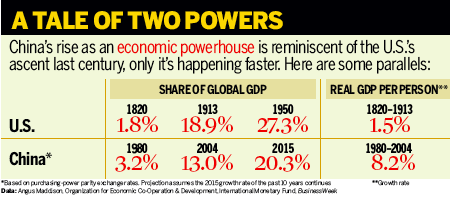 A TALE OF TWO POWERS
China's rise as an economic powerhouse is reminiscent of the U.S.'s
ascent last century, only it's happening faster. Here are some parallels:
SHARE OF GLOBAL GDP REAL GDP PER PERSON**
1820 1913 1950 1820–1913
U.S. 1.8% 18.9% 27.3% 1.5%
1980 2004 2015 1980–2004
China* 3.2% 13.0% 20.3% 8.2%
*Based on purchasing-power parity exchange rates. Projection assumes the 2015 growth rate of the past 10 years continues **Growth rate
Data: Angus Maddison, Organization for Economic Co-Operation & Development, International Monetary Fund, BusinessWeek